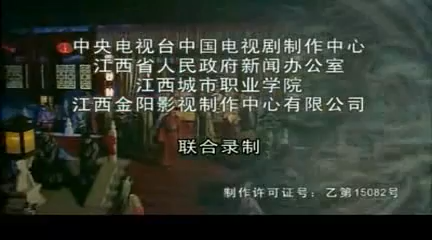 中央电视台中国电视剧制作中心
江西省人民政府新闻办公室
江西城市职业学院
江西金阳影视制作中心有限公司
联合录制
制作许可证号：乙第15082号